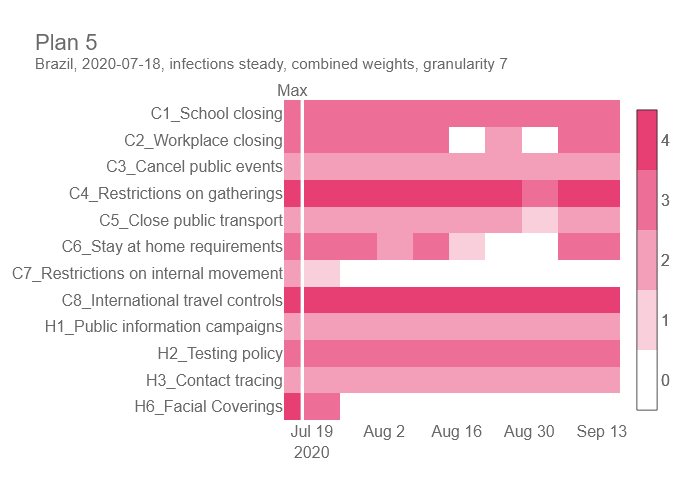 Plan 5
Brazil, 2020-07-18, infections steady, combined weights, granularity 7
Max
C1_School closing
C2_Workplace closing
C3_Cancel public events
C4_Restrictions on gatherings
C5_Close public transport
C6_Stay at home requirements
C7_Restrictions on internal movement
C8_International travel controls
H1_Public information campaigns
H2_Testing policy
H3_Contact tracing
H6_Facial Coverings
4
3
2
1
0
Jul 19 Aug 2 Aug 16 Aug 30 Sep 13
2020